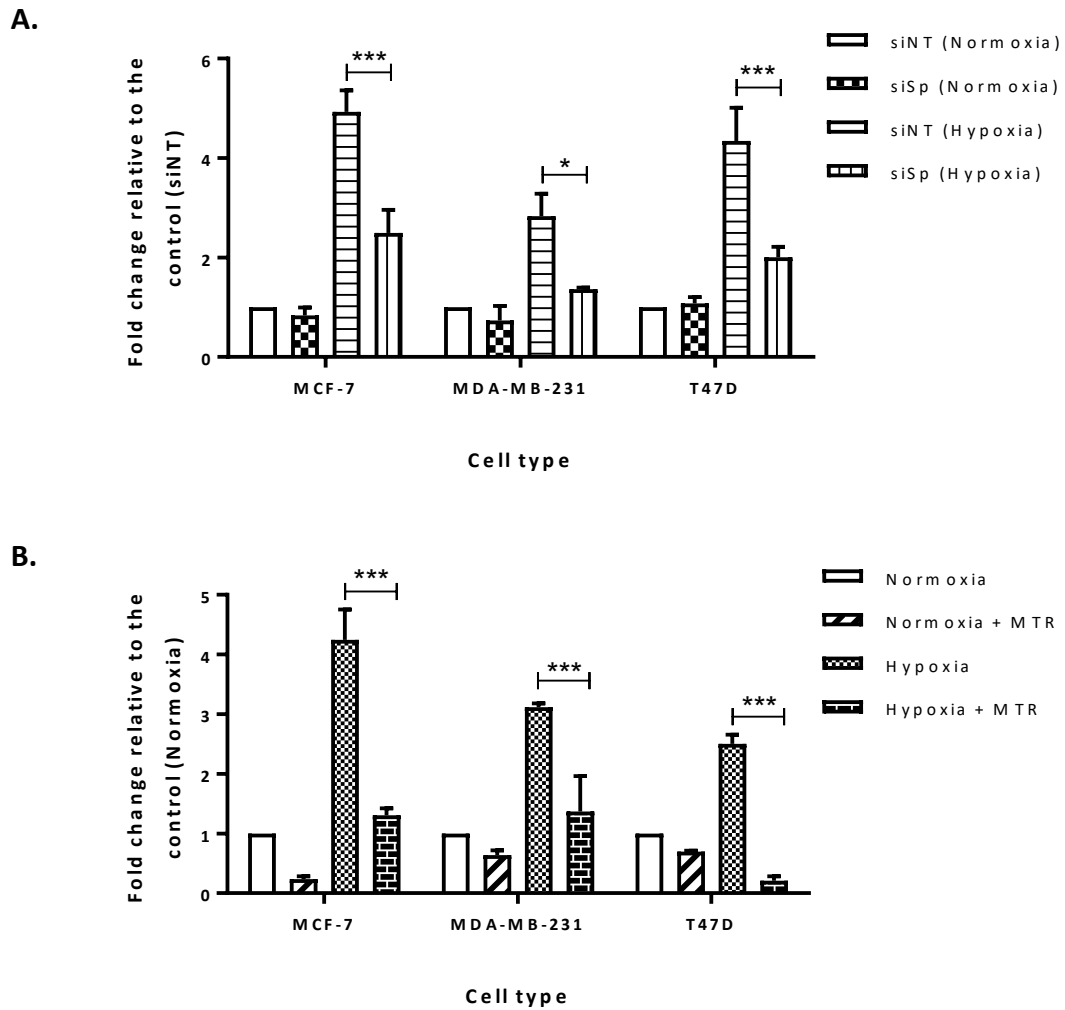 A.
Fold change relative to the
control (siNT)
6
4
2
0
***
*
***
MCF-7
MDA-MB-231
T47D
Cell type
siNT (Normoxia)
siSp (Normoxia)
siNT (Hypoxia)
siSp (Hypoxia)
B.
Fold change relative to the
control (Normoxia)
5
4
3
2
1
0
***
***
***
MCF-7
MDA-MB-231
T47D
Cell type
Normoxia
Normoxia + MTR
Hypoxia
Hypoxia + MTR